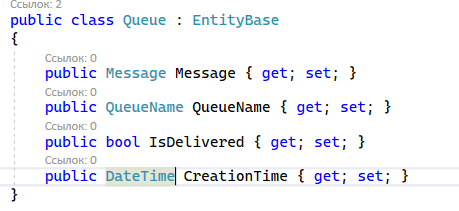 Ссылок: 2
public class Queue : EntityBase
{
Ссылок: 0
public Message Message { get; set; }
Ссылок: 0
public QueueName QueueName { get; set; }
Ссылок: 0
public bool IsDelivered { get; set; }
Ссылок: 0
public DateTime CreationTime { get; set; }
}